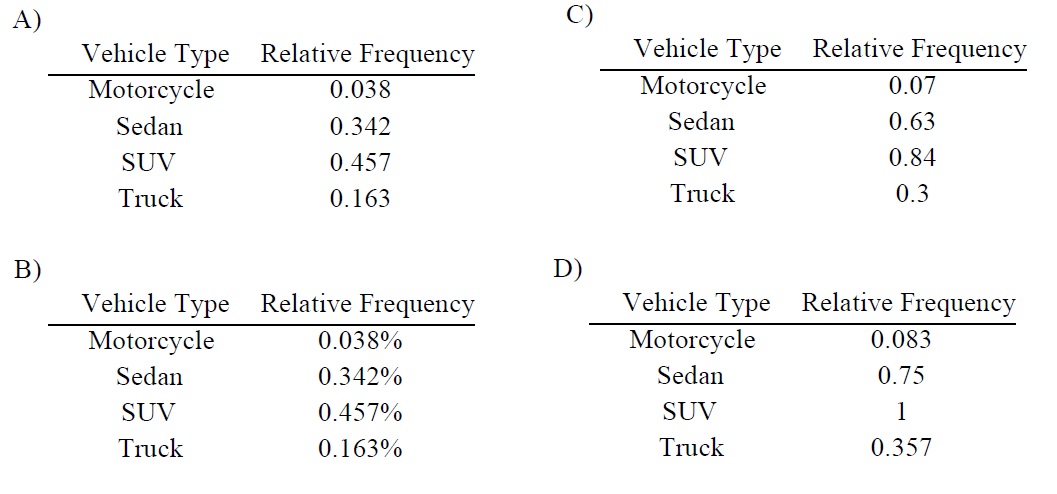 A)
Vehicle Type Relative Frequency
Motorcycle 0.038
Sedan 0.342
SUV 0.457
Truck 0.163
B)
Vehicle Type Relative Frequency
Motorcycle 0.038%
Sedan 0.342%
SUV 0.457%
Truck 0.163%
C)
Vehicle Type Relative Frequency
Motorcycle 0.07
Sedan 0.63
SUV 0.84
Truck 0.3
D)
Vehicle Type Relative Frequency
Motorcycle 0.083
Sedan 0.75
SUV 1
Truck 0.357